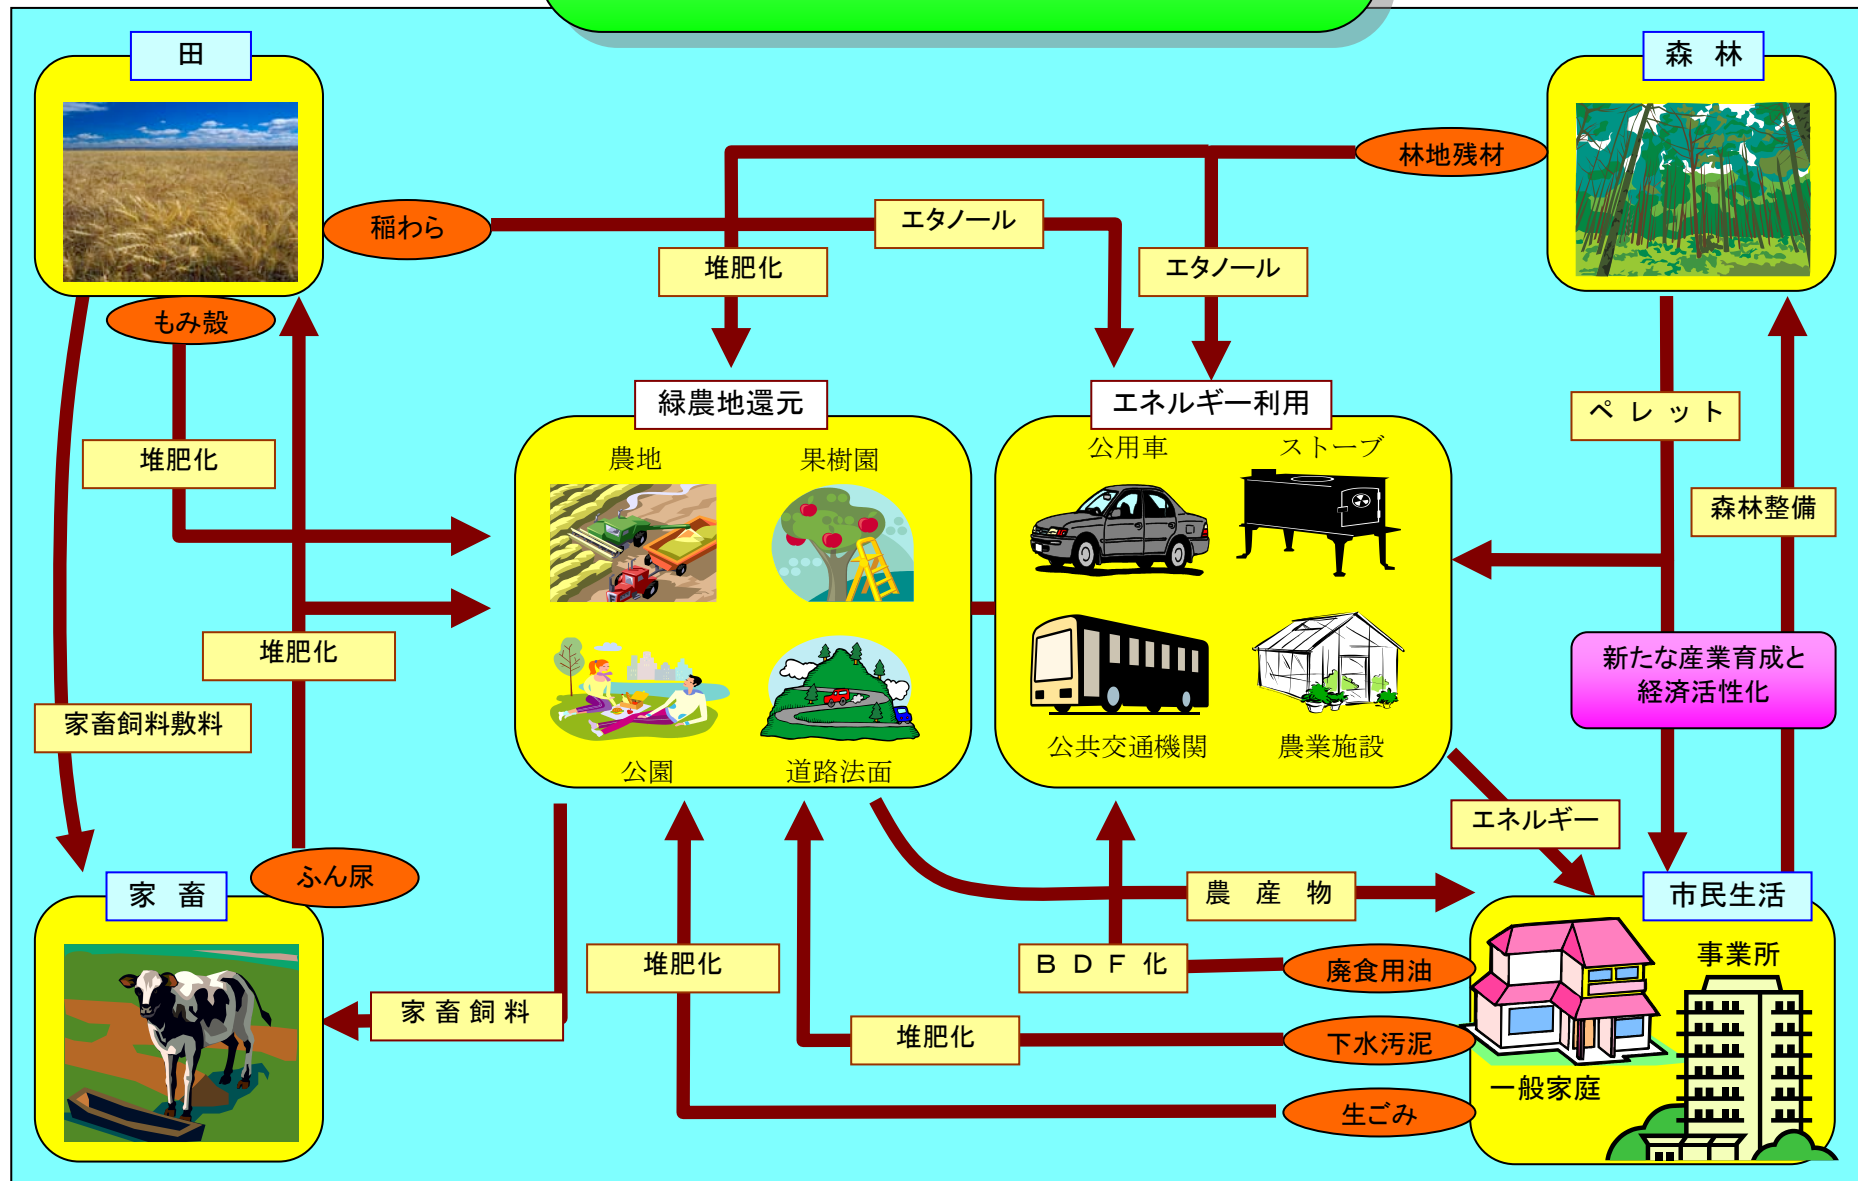 田
森 林
林地残材
稲わら
エタノール
堆肥化
エタノール
もみ殻
緑農地還元
エネルギー利用
ペ レ ッ ト
堆肥化
農地
果樹園
公用車
ストーブ
森林整備
堆肥化
新たな産業育成と
経済活性化
家畜飼料敷料
公共交通機関
農業施設
公園
道路法面
エネルギー
ふん尿
家 畜
農 産 物
市民生活
堆肥化
B D F 化
廃食用油
事業所
家 畜 飼 料
堆肥化
下水汚泥
一般家庭
生ごみ